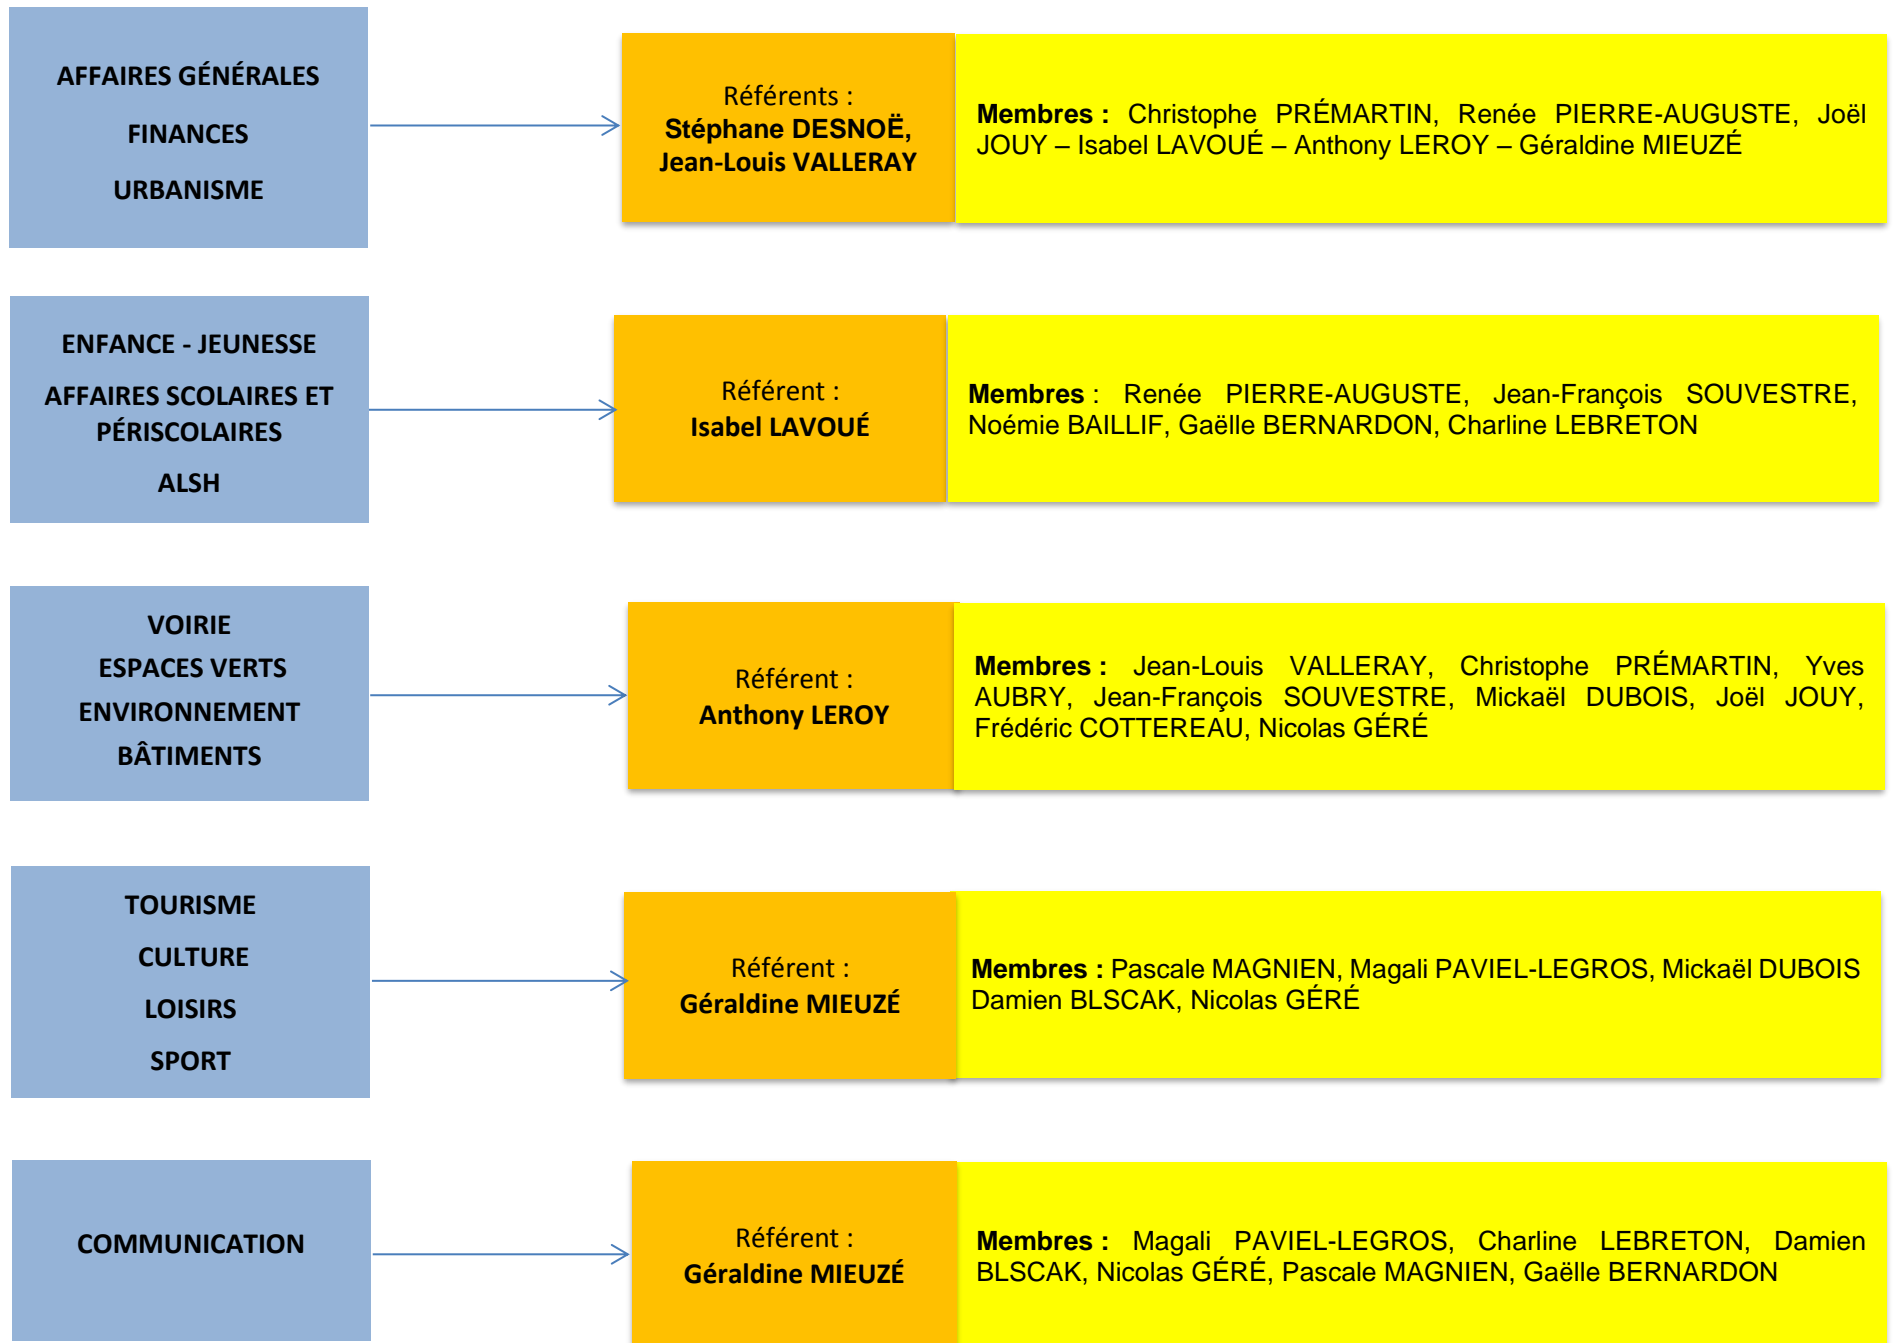 AFFAIRES GÉNÉRALES
FINANCES
URBANISME
Référents :
Stéphane DESNOË,
Jean-Louis VALLERAY
Membres : Christophe PRÉMARTIN, Renée PIERRE-AUGUSTE, Joël
JOUY – Isabel LAVOUÉ – Anthony LEROY – Géraldine MIEUZÉ
ENFANCE - JEUNESSE
AFFAIRES SCOLAIRES ET
PÉRISCOLAIRES
ALSH
Référent :
Isabel LAVOUÉ
Membres : Renée PIERRE-AUGUSTE, Jean-François SOUVESTRE,
Noémie BAILLIF, Gaëlle BERNARDON, Charline LEBRETON
VOIRIE
ESPACES VERTS
ENVIRONNEMENT
BÂTIMENTS
Référent :
Anthony LEROY
Membres : Jean-Louis VALLERAY, Christophe PRÉMARTIN, Yves
AUBRY, Jean-François SOUVESTRE, Mickaël DUBOIS, Joël JOUY,
Frédéric COTTEREAU, Nicolas GÉRÉ
TOURISME
CULTURE
LOISIRS
SPORT
Référent :
Géraldine MIEUZÉ
Membres : Pascale MAGNIEN, Magali PAVIEL-LEGROS, Mickaël DUBOIS
Damien BLSCAK, Nicolas GÉRÉ
COMMUNICATION
Référent :
Géraldine MIEUZÉ
Membres : Magali PAVIEL-LEGROS, Charline LEBRETON, Damien
BLSCAK, Nicolas GÉRÉ, Pascale MAGNIEN, Gaëlle BERNARDON